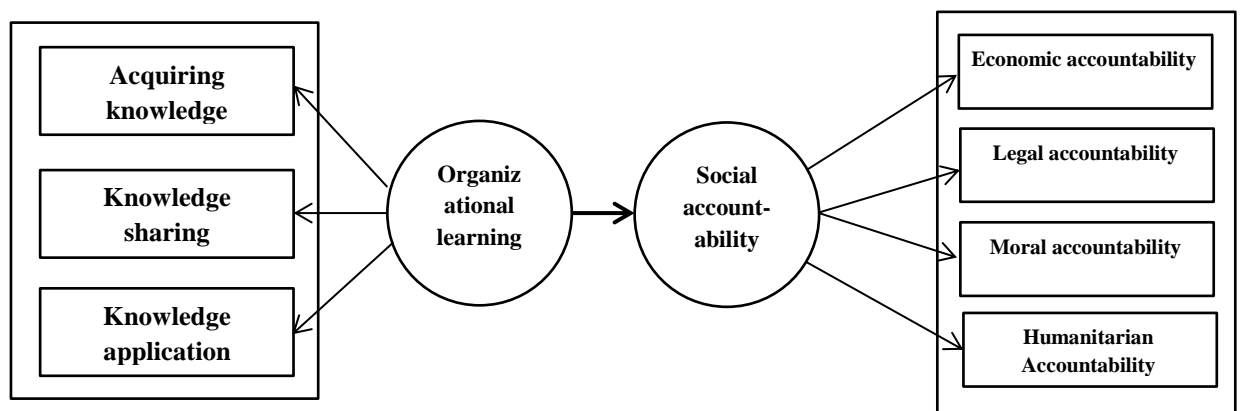 Acquiring
knowledge
Knowledge
sharing
Knowledge
application
Organiz
ational
learning
Social
account-
ability
Economic accountability
Legal accountability
Moral accountability
Humanitarian
Accountability